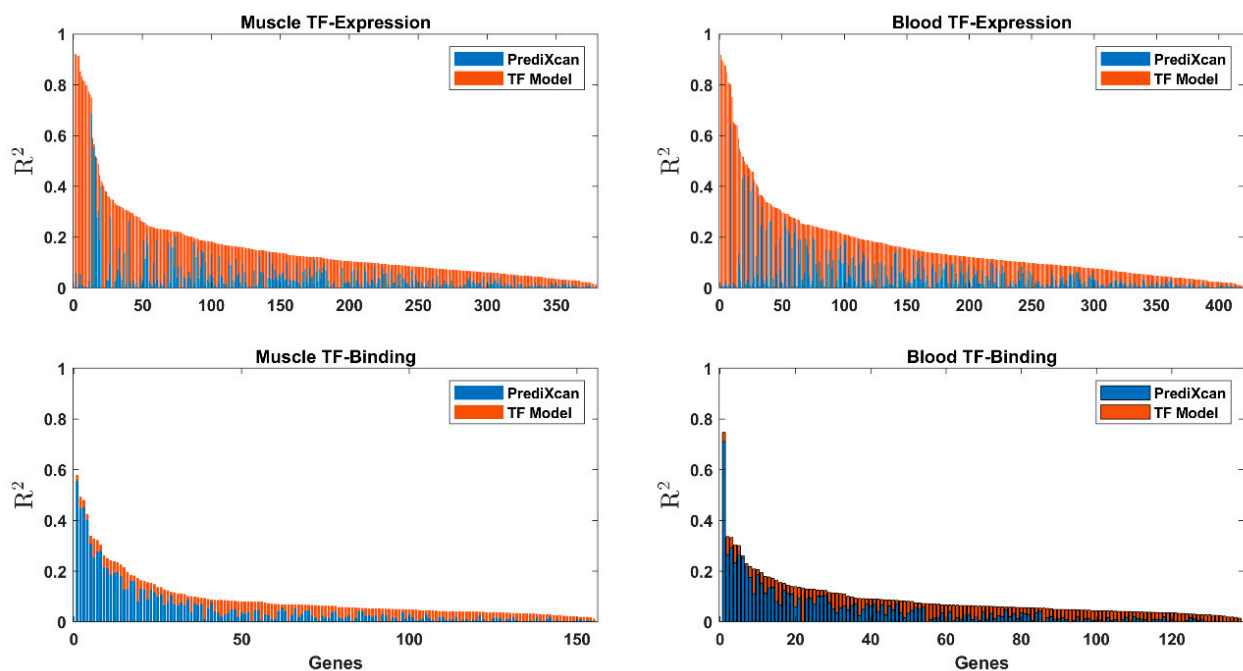 Muscle TF-Expression
1
0.8
0.6
0.4
0.2
0
R²
PrediXcan
TF Model
0 50 100 150 200 250 300 350
Blood TF-Expression
1
0.8
0.6
0.4
0.2
0
R²
PrediXcan
TF Model
0 50 100 150 200 250 300 350 400
Muscle TF-Binding
1
0.8
0.6
0.4
0.2
0
R²
PrediXcan
TF Model
0 50 100 150
Genes
Blood TF-Binding
1
0.8
0.6
0.4
0.2
0
R²
PrediXcan
TF Model
0 20 40 60 80 100 120
Genes